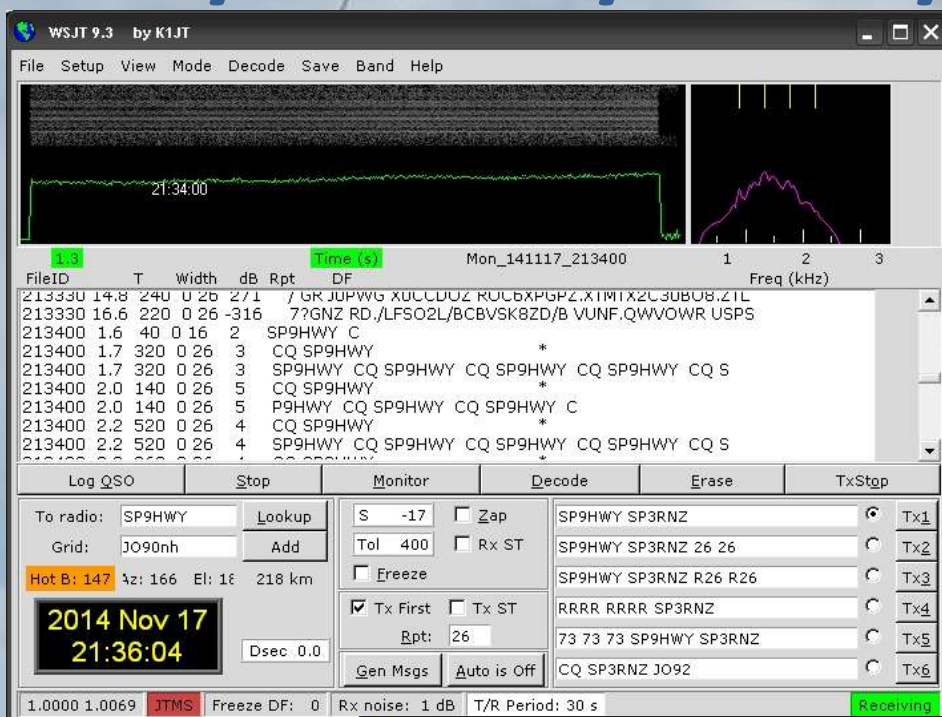 WSJT 9.3 by K1JT
File Setup View Mode Decode Save Band Help
21:34:00
1.3 Time (s) Mon_141117_213400 1 2 3
FileID T Width dB Rpt DF Freq (kHz)
213330 14.8 240 0 26 271
213330 16.6 220 0 26 -316 7?GNZ RD./LFSO2L/BCBVSK8ZD/B VUNF.QWVOWR USPS
213400 1.6 40 0 16 2 SP9HWY C
213400 1.7 320 0 26 3 CQ SP9HWY *
213400 1.7 320 0 26 3 SP9HWY CQ SP9HWY CQ SP9HWY CQ SP9HWY CQ S
213400 2.0 140 0 26 5 CQ SP9HWY *
213400 2.0 140 0 26 5 P9HWY CQ SP9HWY CQ SP9HWY C
213400 2.2 520 0 26 4 CQ SP9HWY *
213400 2.2 520 0 26 4 SP9HWY CQ SP9HWY CQ SP9HWY CQ SP9HWY CQ S
Log QSO Stop Monitor Decode Erase TxStop
To radio: SP9HWY Lookup S -17 Zap SP9HWY SP3RNZ Tx1
Grid: JO90nh Add Tol 400 Rx ST SP9HWY SP3RNZ 26 26 Tx2
Hot B: 147 Az: 166 El: 218 km Freeze SP9HWY SP3RNZ R26 R26 Tx3
2014 Nov 17 Tx First Tx ST RRRR RRRR SP3RNZ Tx4
21:36:04 Dsec 0.0 Rpt: 26 73 73 73 SP9HWY SP3RNZ Tx5
Gen Msgs Auto is Off CQ SP3RNZ JO92 Tx6
1.0000 1.0069 JTMS Freeze DF: 0 Rx noise: 1 dB T/R Period: 30 s Receiving